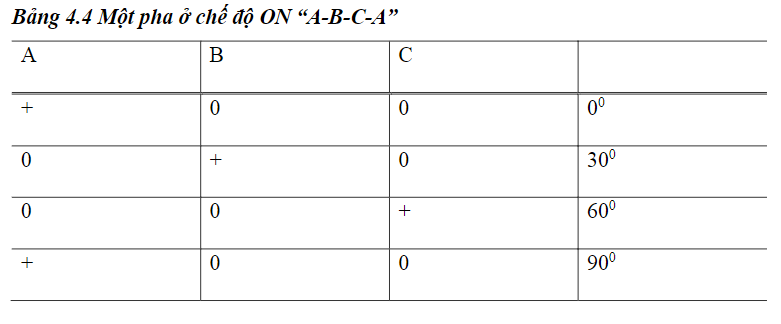 Bảng 4.4 Một pha ở chế độ ON “A-B-C-A”
A B C
+ 0 0 0⁰
0 + 0 30⁰
0 0 + 60⁰
+ 0 0 90⁰